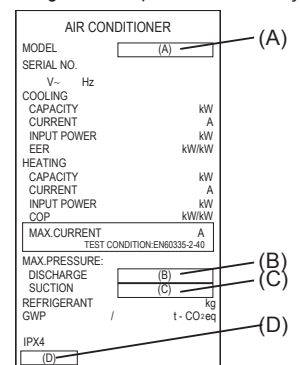 AIR CONDITIONER
MODEL (A) (A)
SERIAL NO.
V~ Hz
COOLING
CAPACITY kW
CURRENT A
INPUT POWER kW
EER kW/kW
HEATING
CAPACITY kW
CURRENT A
INPUT POWER kW
COP kW/kW
MAX.CURRENT A
TEST CONDITION:EN60335-2-40
MAX.PRESSURE:
DISCHARGE (B) (B)
SUCTION (C) (C)
REFRIGERANT kg
GWP / t - CO2eq
(D)
IPX4
(D)